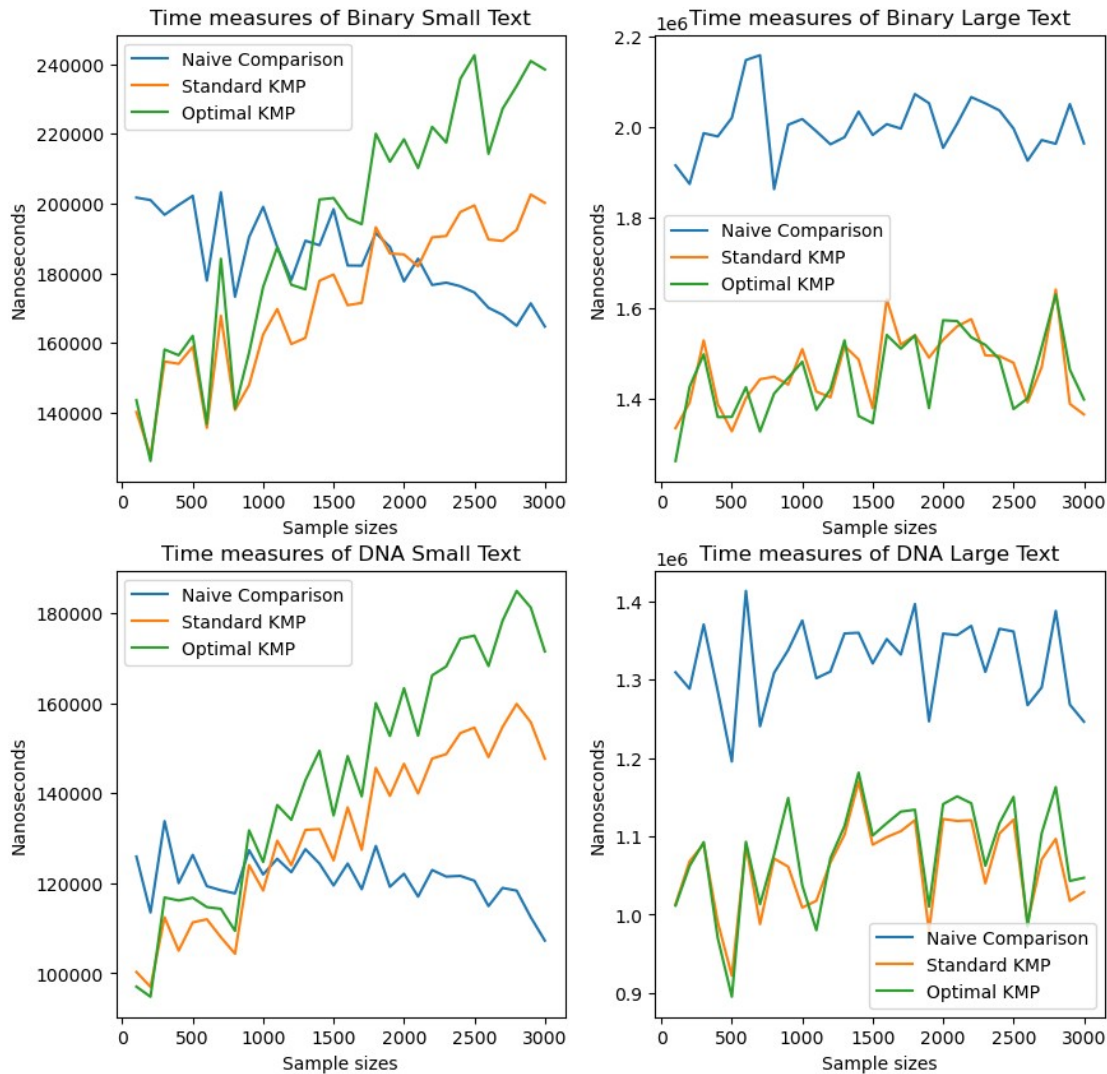 Time measures of Binary Small Text
Nanoseconds
240000
220000
200000
180000
160000
140000
Naive Comparison
Standard KMP
Optimal KMP
0 500 1000 1500 2000 2500 3000
Sample sizes
Time measures of Binary Large Text
1e6
Nanoseconds
2.2
2.0
1.8
1.6
1.4
Naive Comparison
Standard KMP
Optimal KMP
0 500 1000 1500 2000 2500 3000
Sample sizes
Time measures of DNA Small Text
Nanoseconds
180000
160000
140000
120000
100000
Naive Comparison
Standard KMP
Optimal KMP
0 500 1000 1500 2000 2500 3000
Sample sizes
Time measures of DNA Large Text
1e6
Nanoseconds
1.4
1.3
1.2
1.1
1.0
0.9
Naive Comparison
Standard KMP
Optimal KMP
0 500 1000 1500 2000 2500 3000
Sample sizes